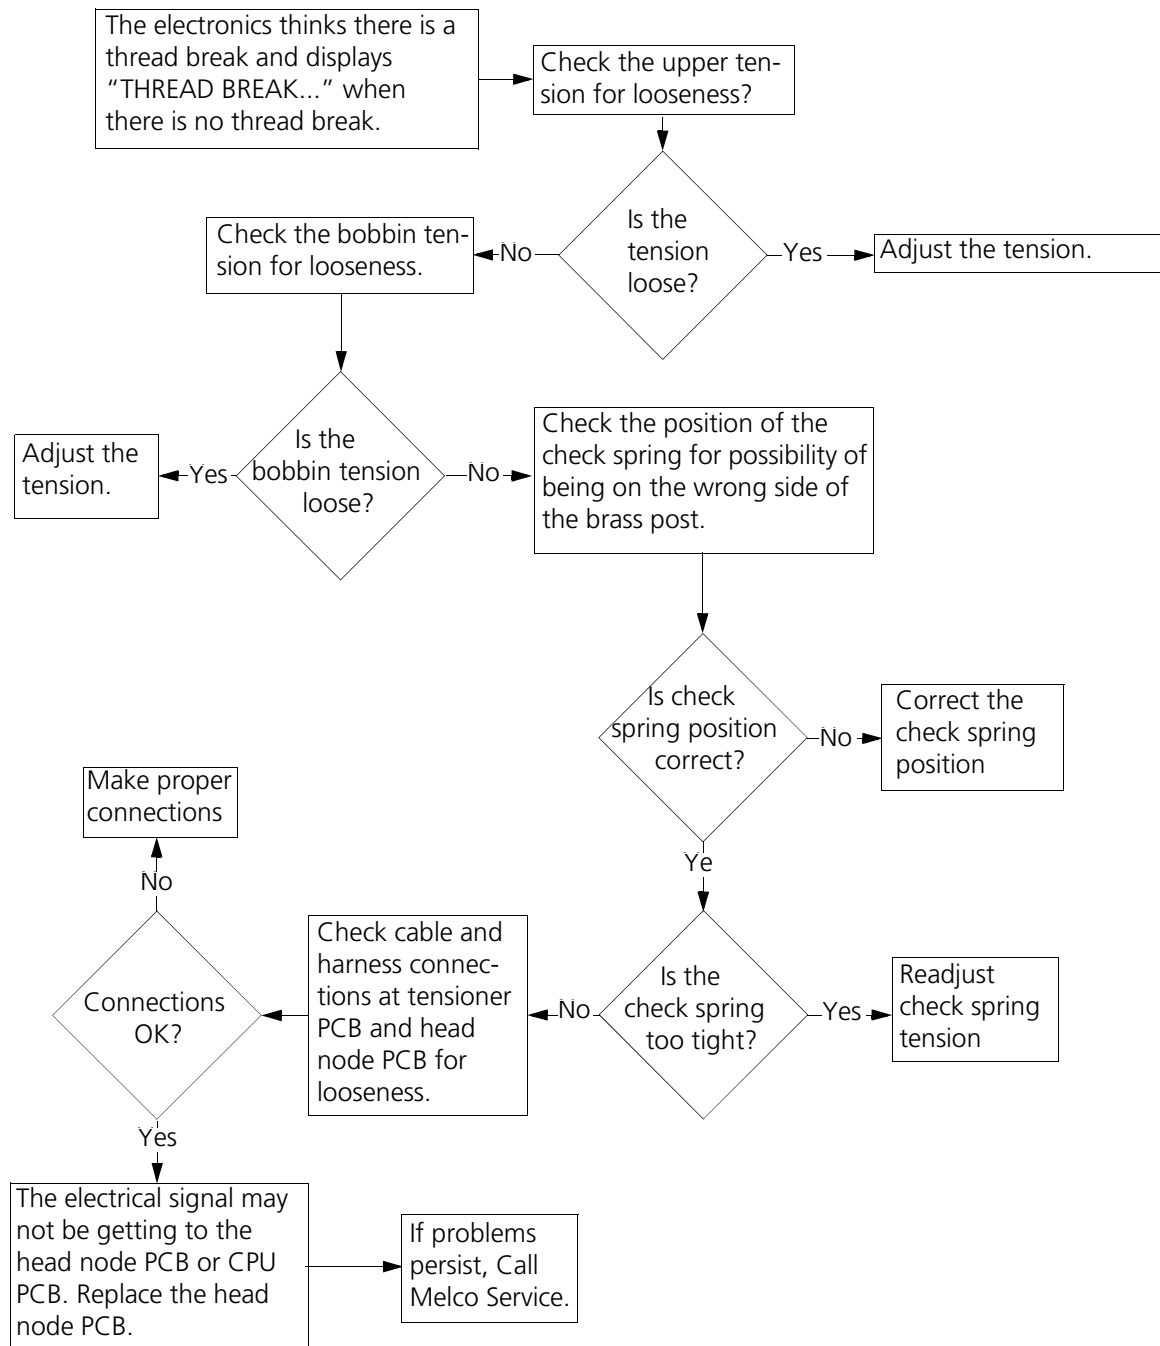 The electronics thinks there is a
thread break and displays
“THREAD BREAK...” when
there is no thread break.
Check the upper ten-
sion for looseness?
Is the
tension
loose?
No
Yes
Adjust the tension.
Check the bobbin ten-
sion for looseness.
Is the
bobbin tension
loose?
Yes
Adjust the
tension.
No
Check the position of the
check spring for possibility of
being on the wrong side of
the brass post.
Is check
spring position
correct?
No
Correct the
check spring
position
Ye
Is the
check spring
too tight?
Yes
Readjust
check spring
tension
No
Check cable and
harness connec-
tions at tensioner
PCB and head
node PCB for
looseness.
Connections
OK?
No
Make proper
connections
Yes
The electrical signal may
not be getting to the
head node PCB or CPU
PCB. Replace the head
node PCB.
If problems
persist, Call
Melco Service.